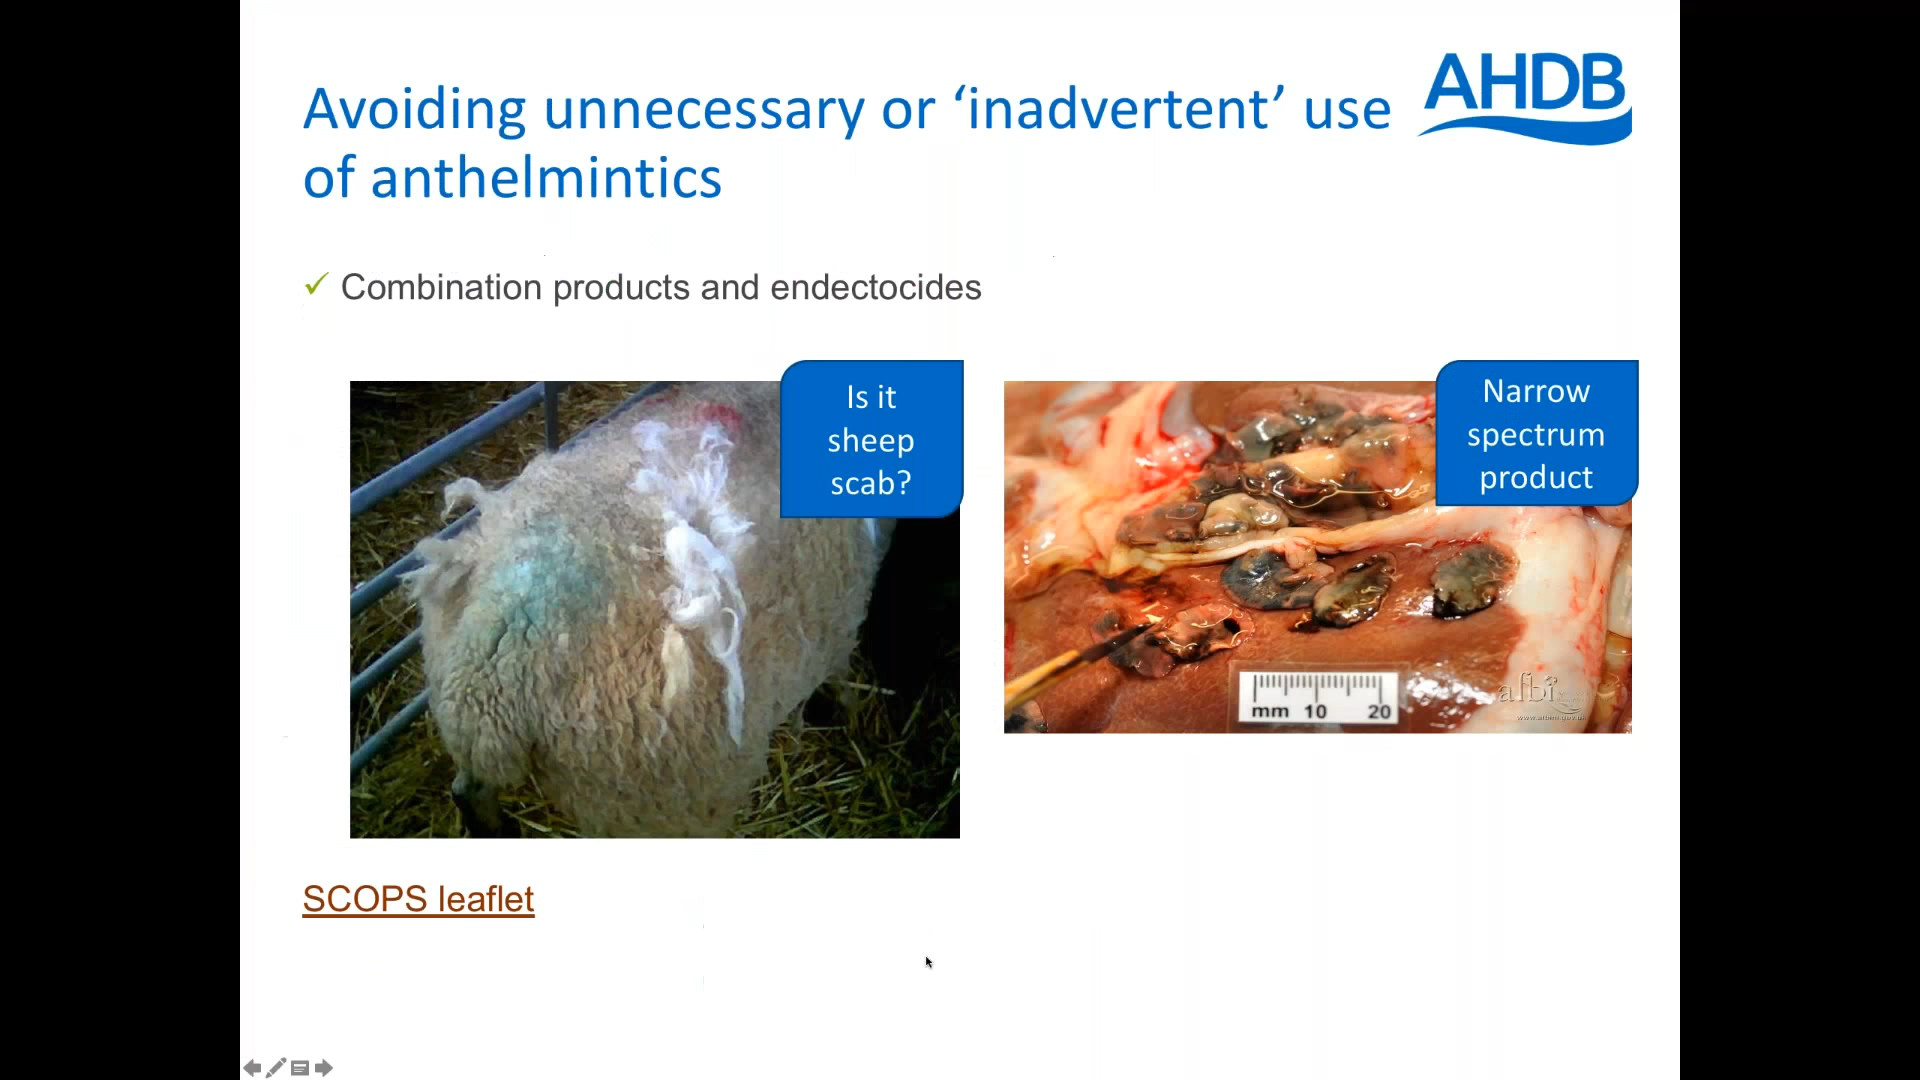 Avoiding unnecessary or ‘inadvertent’ use
of anthelmintics
AHDB
✓ Combination products and endectocides
Is it
sheep
scab?
Narrow
spectrum
product
mm 10 20
afbi
SCOPS leaflet